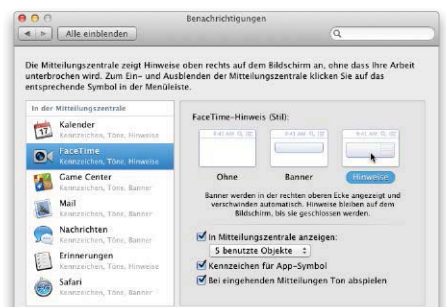 Benachrichtigungen
Alle einblenden
Die Mitteilungszentrale zeigt Hinweise oben rechts auf dem Bildschirm an, ohne dass Ihre Arbeit
unterbrochen wird. Zum Ein- und Ausblenden der Mitteilungszentrale klicken Sie auf das
entsprechende Symbol in der Menüleiste.
In der Mitteilungszentrale
Kalender
Kennzeichen, Töne, Hinweise
FaceTime
Kennzeichen, Töne, Hinweise
Game Center
Kennzeichen, Töne, Banner
Mail
Kennzeichen, Töne, Banner
Nachrichten
Kennzeichen, Töne, Banner
Erinnerungen
Kennzeichen, Töne, Hinweise
Safari
Kennzeichen, Töne, Banner
FaceTime-Hinweis (Stil):
Ohne
Banner
Hinweise
Banner werden in der rechten oberen Ecke angezeigt und
verschwinden automatisch. Hinweise bleiben auf dem
Bildschirm, bis sie geschlossen werden.
In Mitteilungszentrale anzeigen:
5 benutzte Objekte
Kennzeichen für App-Symbol
Bei eingehenden Mitteilungen Ton abspielen